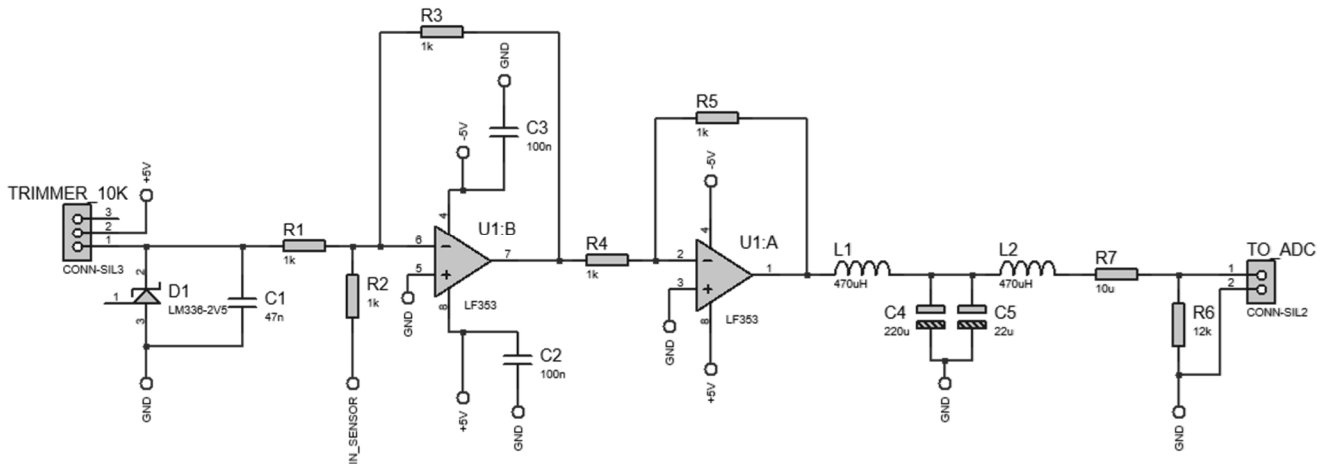 TRIMMER_10K
3
2
1
CONN-SIL3
+5V
2
1
3
D1
LM336-2V5
GND
C1
47n
R1
1k
R2
1k
IN_SENSOR
R3
1k
-5V
GND
C3
100n
4
U1:B
6
5
7
8
LF353
GND
+5V
C2
100n
GND
R4
1k
R5
1k
-5V
4
U1:A
2
3
1
8
LF353
GND
+5V
L1
470uH
C4
220u
C5
22u
GND
L2
470uH
R7
10u
R6
12k
GND
TO_ADC
1
2
CONN-SIL2